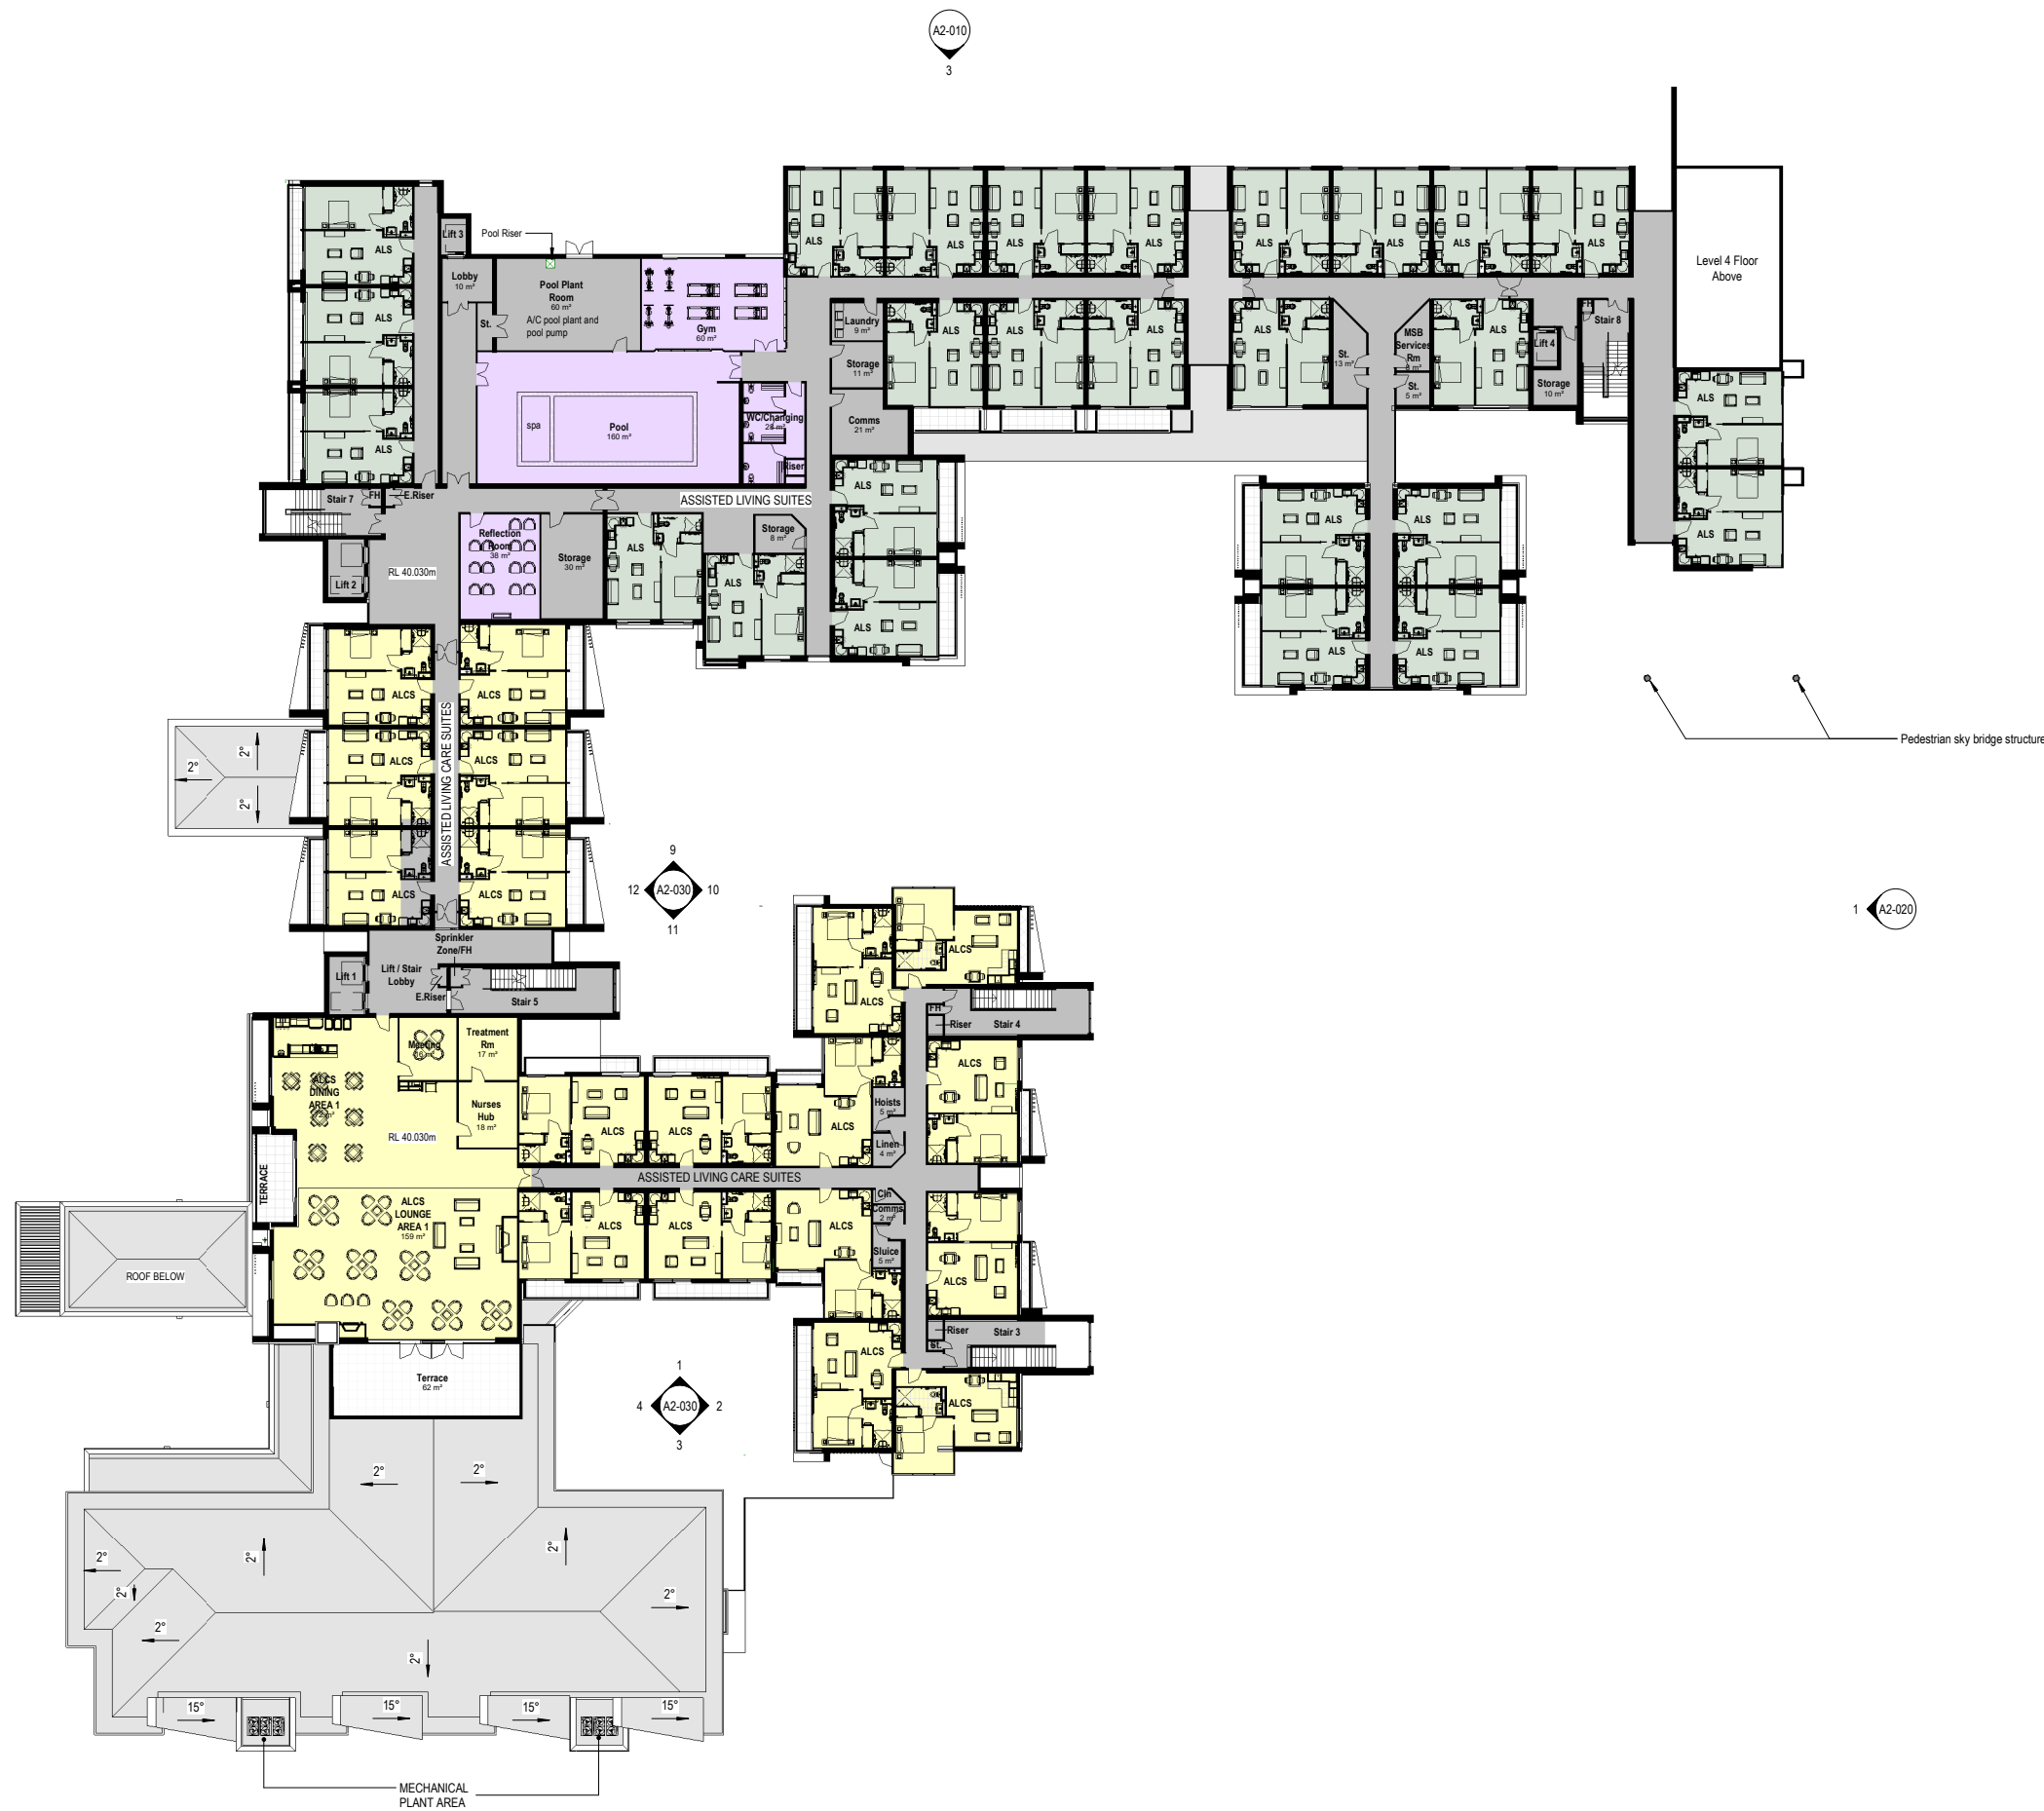 A2-010
3
Level 4 Floor
Above
ALS
ALS
ALS
ALS
ALS
ALS
ALS
ALS
Pool Riser
Lift 3
Lobby
10 m²
Pool Plant
Room
60 m²
A/C pool plant and
pool pump
St.
Gym
60 m²
ALS
ALS
ALS
Laundry
9 m²
Storage
11 m²
Comms
21 m²
ALS
ALS
ALS
ALS
St.
13 m²
MSB
Services
Rm
St.
5 m²
ALS
Lift 4
Storage
10 m²
Stair 8
ALS
ALS
spa
Pool
160 m²
WC/Changing
Riser
Stair 7
FH
E.Riser
ASSISTED LIVING SUITES
Lift 2
RL 40.030m
Reflection
Room
38 m²
Storage
30 m²
ALS
Storage
8 m²
ALS
ALS
ALS
ALS
ALS
ALS
ALS
Pedestrian sky bridge structure
ALCS
ALCS
ALCS
ALCS
ALCS
ALCS
ASSISTED LIVING CARE SUITES
2°
2°
2°
9
12
A2-030
10
11
1
A2-020
Sprinkler
Zone/FH
Lift 1
Lift / Stair
Lobby
E.Riser
Stair 5
ALCS
ALCS
FH
Riser
Stair 4
Meeting
Treatment
Rm
17 m²
ALCS
DINING
AREA 1
Nurses
Hub
18 m²
RL 40.030m
TERRACE
ALCS
ALCS
ALCS
ALCS
Hoists
5 m²
Linen
4 m²
ASSISTED LIVING CARE SUITES
ALCS
LOUNGE
AREA 1
159 m²
ALCS
ALCS
ALCS
Cln
Comms
2 m²
Sluice
5 m²
ALCS
ROOF BELOW
Riser
St.
Stair 3
ALCS
ALCS
Terrace
62 m²
1
4
A2-030
2
3
2°
2°
2°
2°
2°
2°
2°
2°
2°
15°
15°
15°
15°
MECHANICAL
PLANT AREA